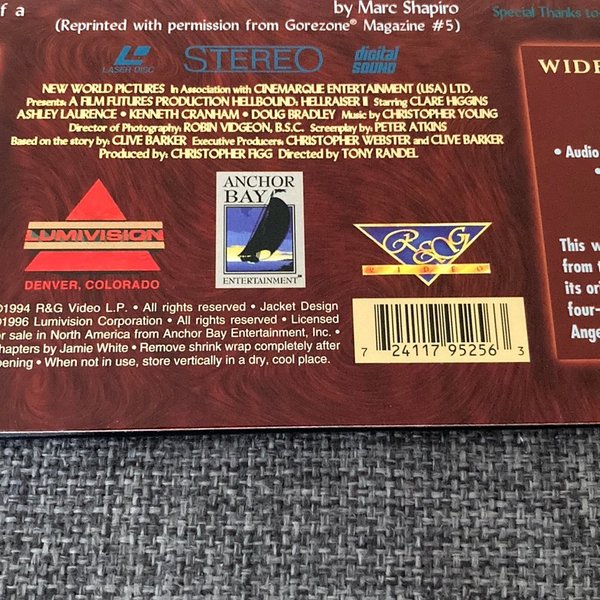 of a
by Marc Shapiro
Special Thanks to
(Reprinted with permission from Gorezone® Magazine #5)
LASER DISC
STEREO
digital SOUND
NEW WORLD PICTURES In Association with CINEMARQUE ENTERTAINMENT (USA) LTD.
Presents: A FILM FUTURES PRODUCTION HELLBOUND: HELLRAISER II Starring CLARE HIGGINS
ASHLEY LAURENCE • KENNETH CRANHAM • DOUG BRADLEY Music by CHRISTOPHER YOUNG
Director of Photography: ROBIN VIDGEON, B.S.C. Screenplay by: PETER ATKINS
Based on the story by: CLIVE BARKER Executive Producers: CHRISTOPHER WEBSTER and CLIVE BARKER
Produced by: CHRISTOPHER FIGG Directed by TONY RANDEL
LUMIVISION
DENVER, COLORADO
ANCHOR
BAY
ENTERTAINMENT
R&G
VIDEO
©1994 R&G Video L.P. • All rights reserved • Jacket Design
©1996 Lumivision Corporation • All rights reserved • Licensed
for sale in North America from Anchor Bay Entertainment, Inc. •
Chapters by Jamie White • Remove shrink wrap completely after
opening • When not in use, store vertically in a dry, cool place.
7 24117 95256 3
WIDE
• Audio
•
This w
from t
its ori
four-
Ange